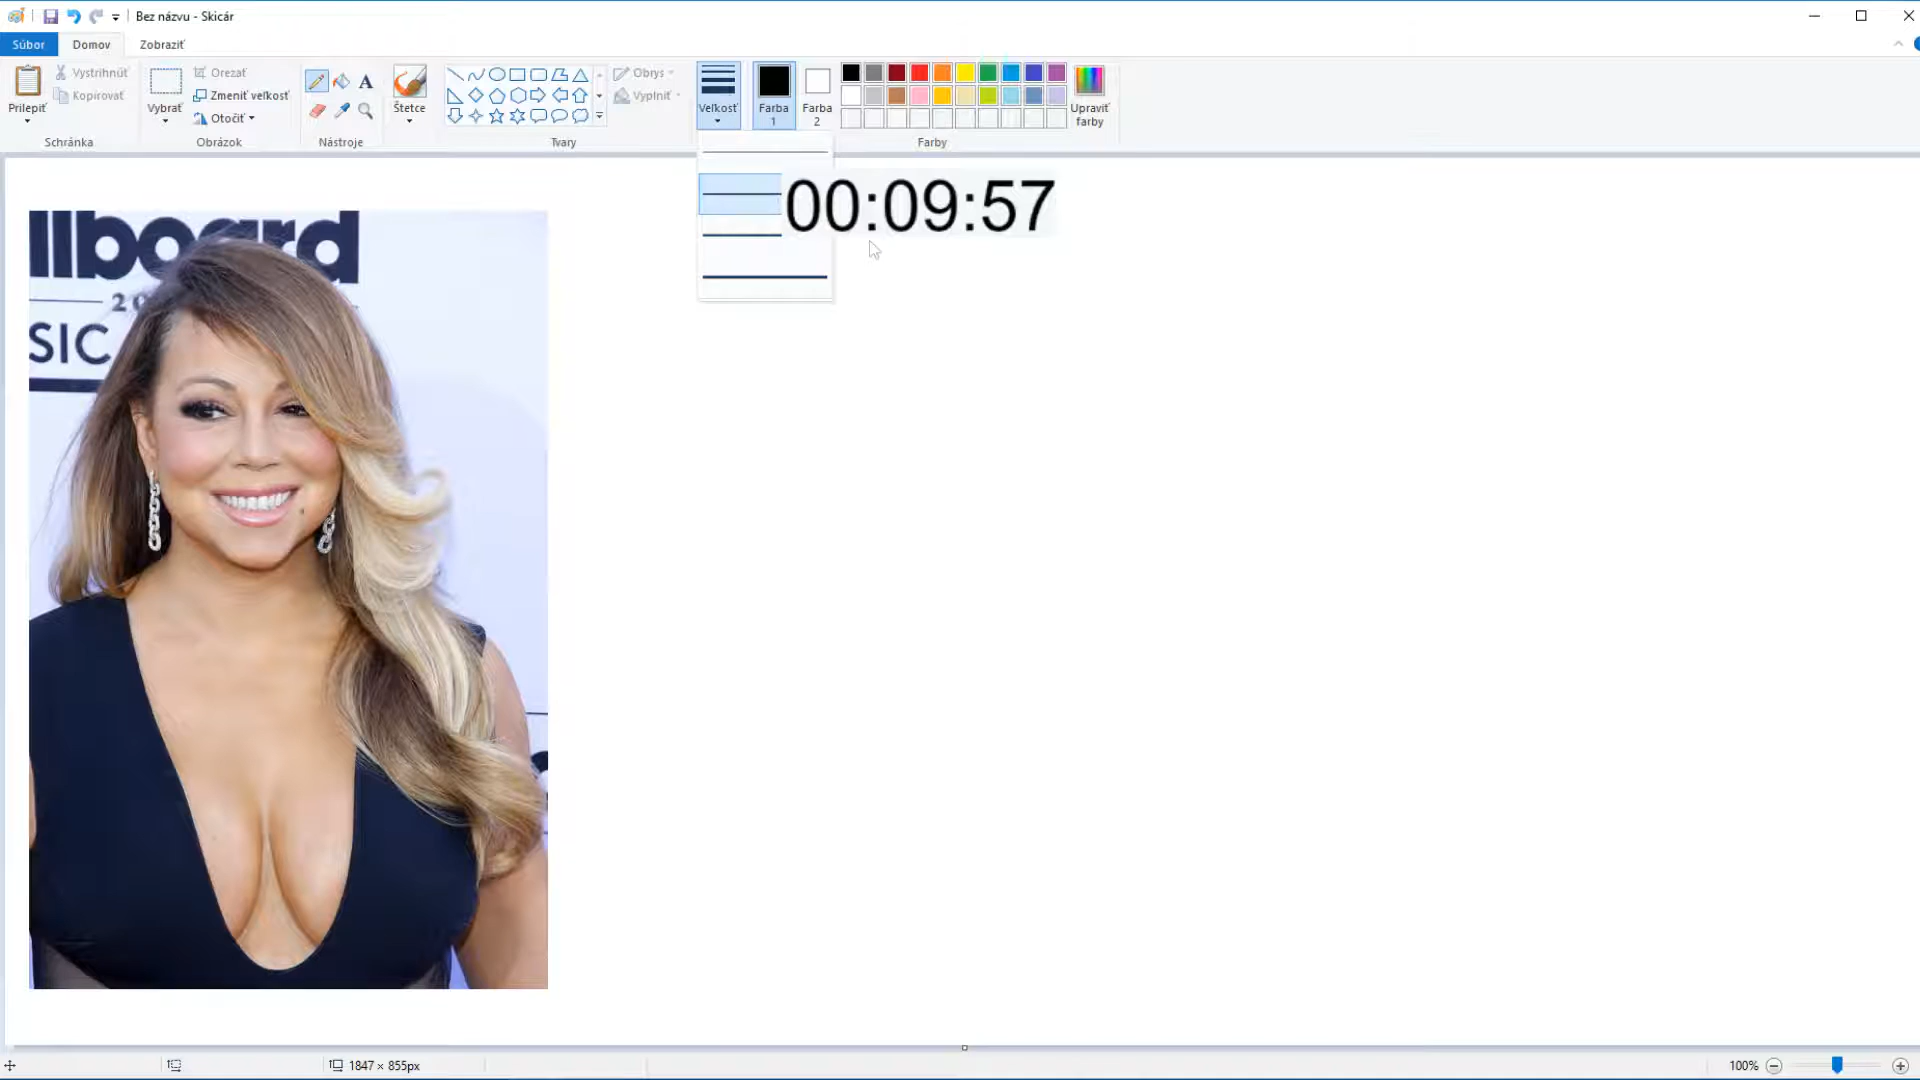 Bez názvu - Skicár
Súbor
Domov
Zobraziť
Prilepiť
Vystrihnúť
Kopírovať
Schránka
Vybrať
Orezať
Zmeniť veľkosť
Otočiť
Obrázok
A
Nástroje
Štetce
Obrys
Vyplniť
Tvary
Veľkosť
Farba
1
Farba
2
Upraviť
farby
Farby
00:09:57
llboard
20
SIC
1847 × 855px
100%